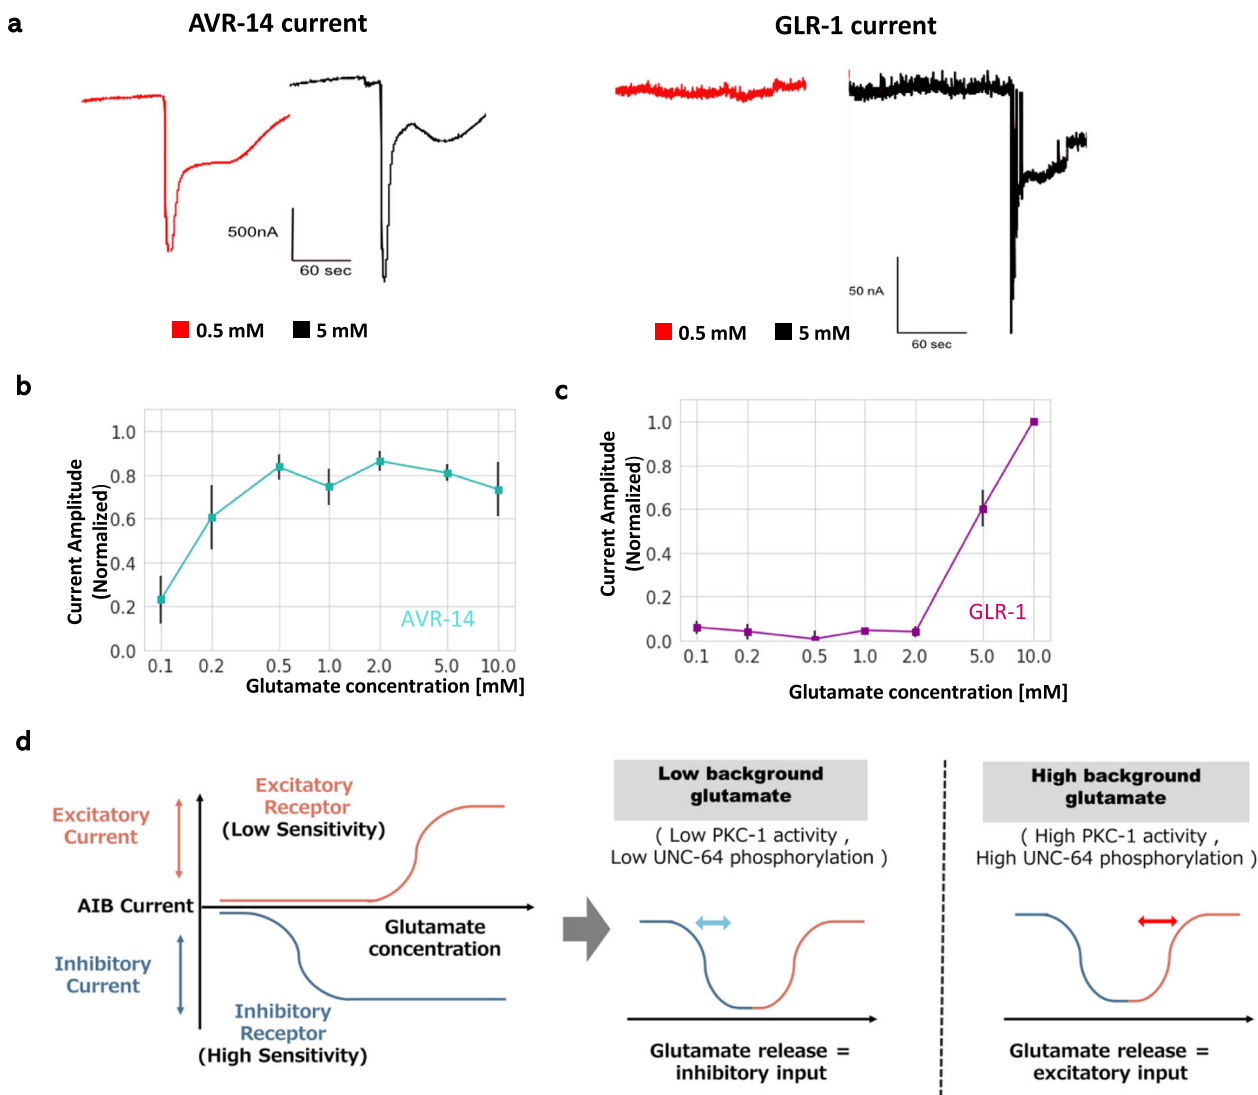 a
AVR-14 current
GLR-1 current
500nA
60 sec
50 nA
60 sec
0.5 mM
5 mM
0.5 mM
5 mM
b
Current Amplitude
(Normalized)
1.0
0.8
0.6
0.4
0.2
0.0
AVR-14
0.1 0.2 0.5 1.0 2.0 5.0 10.0
Glutamate concentration [mM]
c
Current Amplitude
(Normalized)
1.0
0.8
0.6
0.4
0.2
0.0
GLR-1
0.1 0.2 0.5 1.0 2.0 5.0 10.0
Glutamate concentration [mM]
d
Excitatory
Current
Excitatory
Receptor
(Low Sensitivity)
AIB Current
Glutamate
concentration
Inhibitory
Current
Inhibitory
Receptor
(High Sensitivity)
Low background
glutamate
( Low PKC-1 activity ,
Low UNC-64 phosphorylation )
Glutamate release =
inhibitory input
High background
glutamate
( High PKC-1 activity ,
High UNC-64 phosphorylation )
Glutamate release =
excitatory input